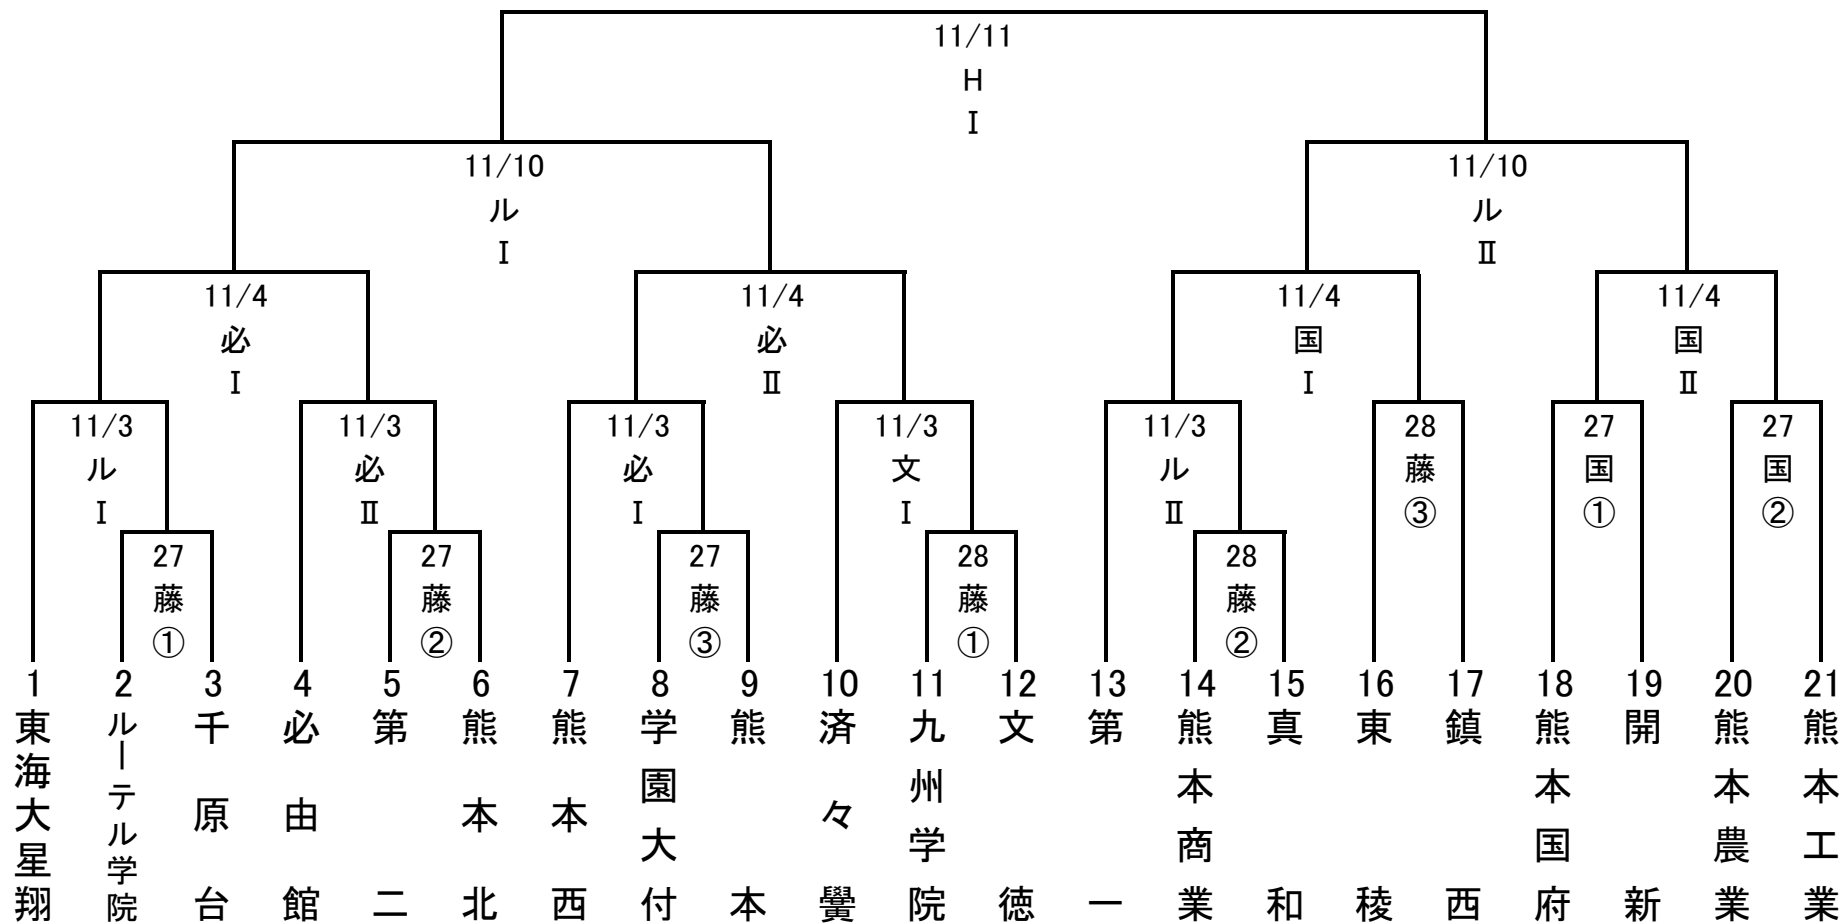 11/11
H
Ⅰ
11/10
ル
Ⅰ
11/10
ル
Ⅱ
11/4
必
Ⅰ
11/4
必
Ⅱ
11/4
国
Ⅰ
11/4
国
Ⅱ
11/3
ル
Ⅰ
11/3
必
Ⅱ
11/3
必
Ⅰ
11/3
文
Ⅰ
11/3
ル
Ⅱ
28
藤
③
27
国
①
27
国
②
27
藤
①
27
藤
②
27
藤
③
28
藤
①
28
藤
②
1
東海大星翔
2
ルーテル学院
3
千原台
4
必由館
5
第二
6
熊本北
7
熊本西
8
学園大付
9
熊本
10
済々黌
11
九州学院
12
文徳
13
第一
14
熊本商業
15
真和
16
東稜
17
鎮西
18
熊本国府
19
開新
20
熊本農業
21
熊本工業